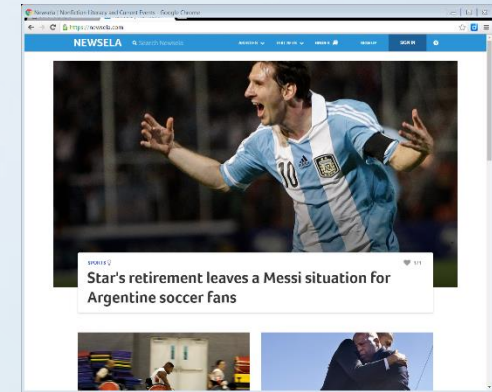 Newsela | Nonfiction Literacy and Current Events - Google Chrome
https://newsela.com
NEWSELA Search Newsela SIGN IN
10
SPORTS
Star's retirement leaves a Messi situation for
Argentine soccer fans